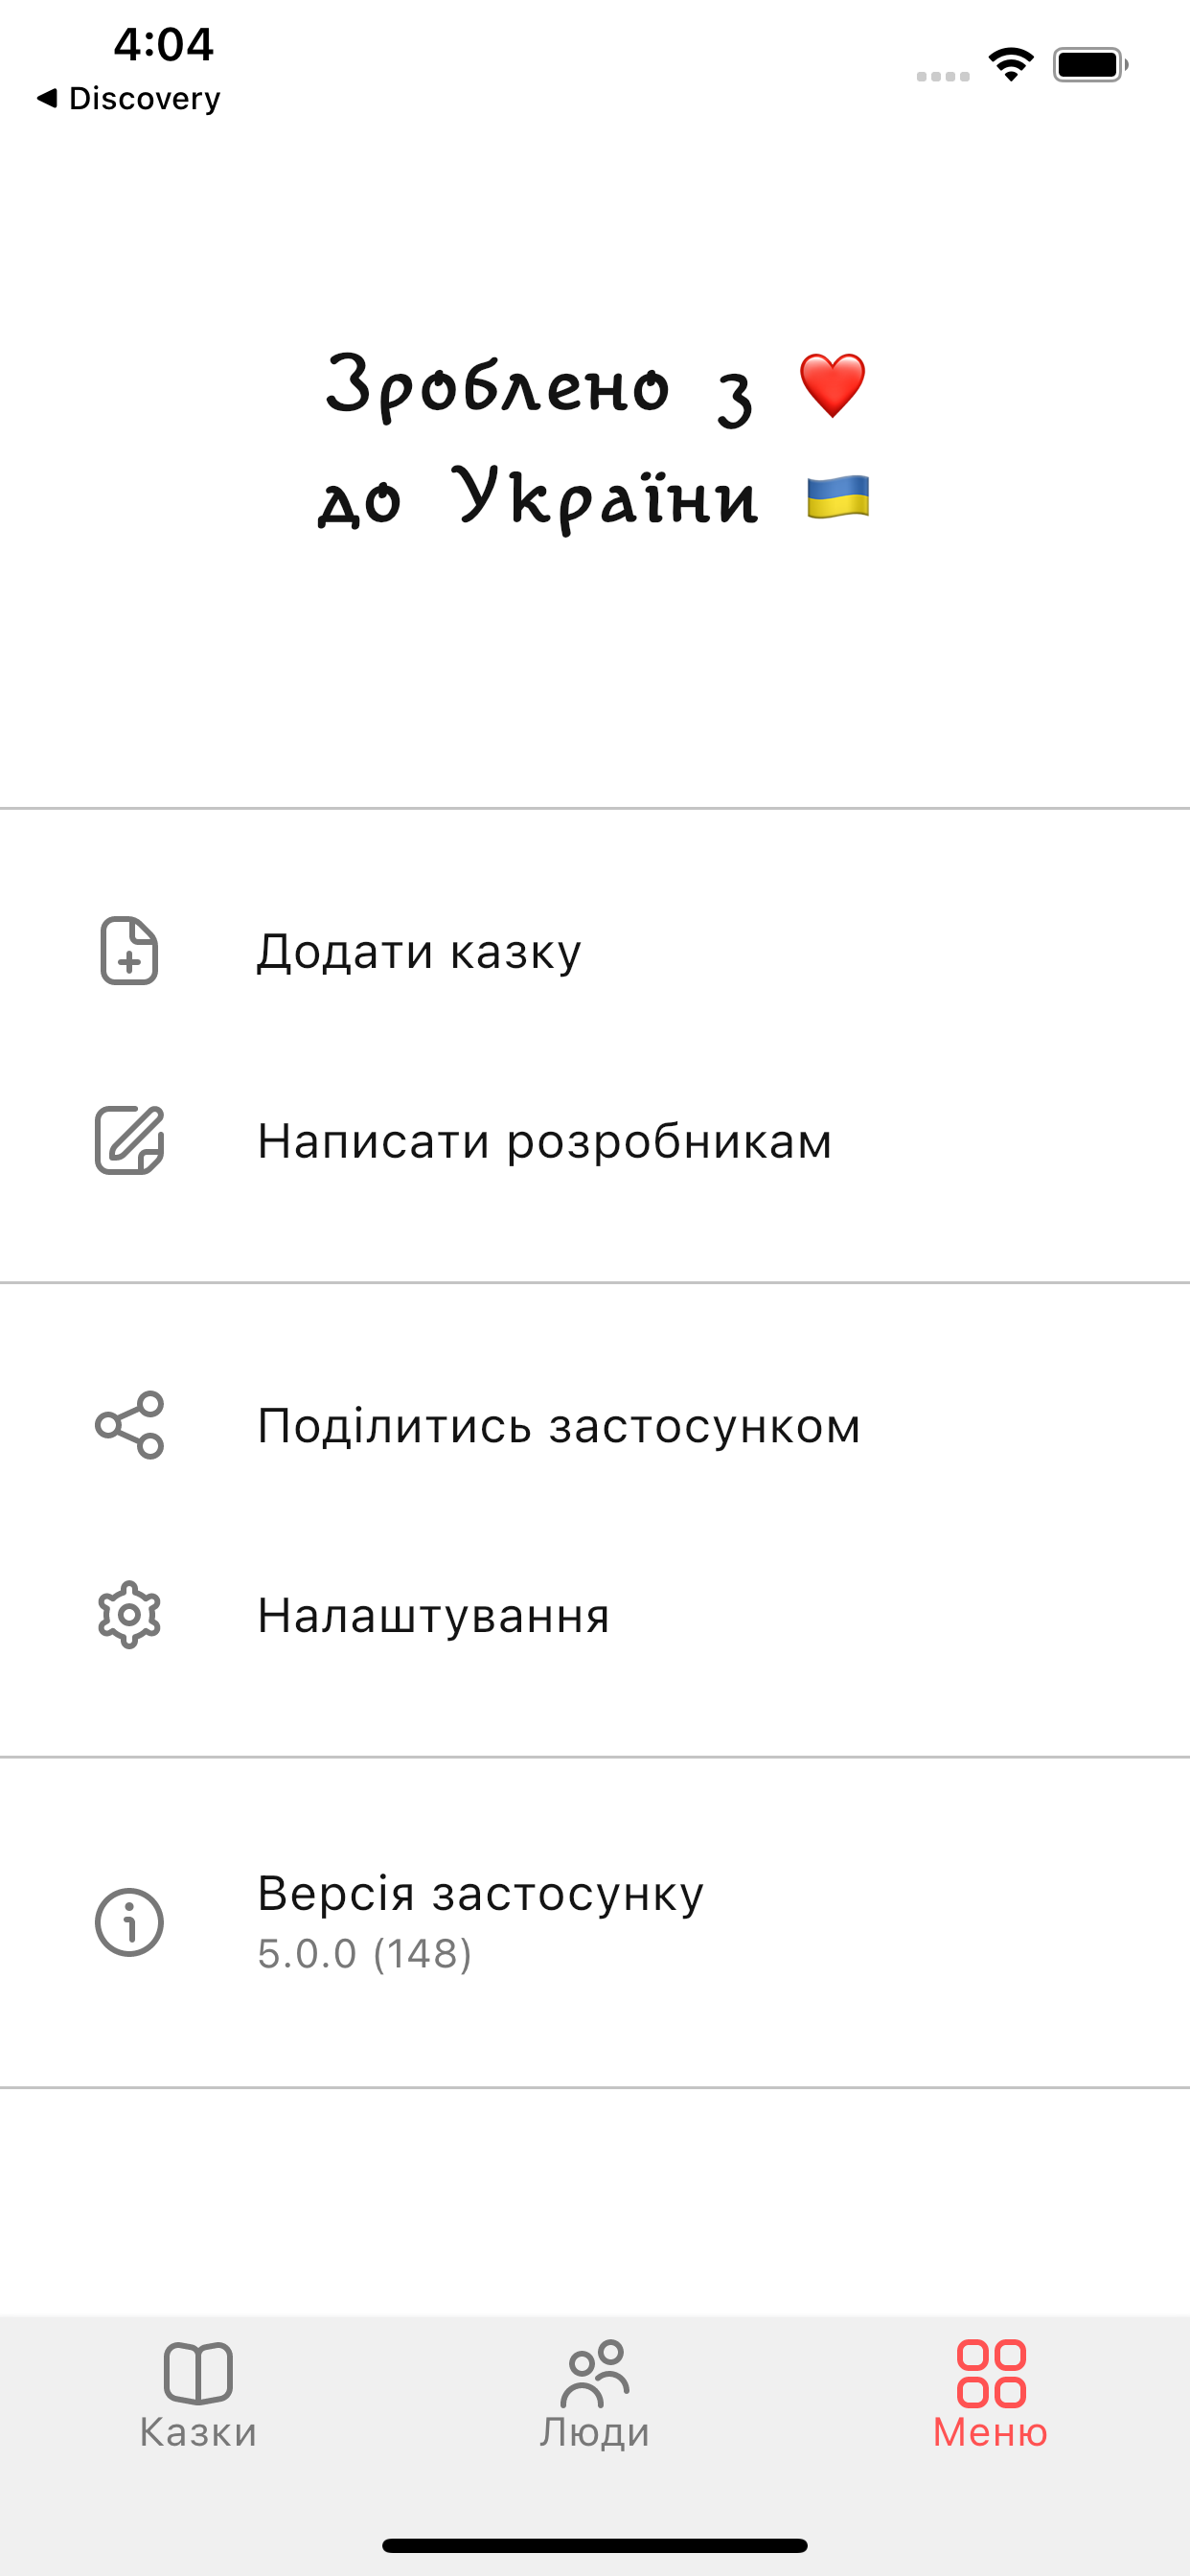 4:04
◀ Discovery
Зроблено з ❤️
до України 🇺🇦
Додати казку
Написати розробникам
Поділитись застосунком
Налаштування
Версія застосунку
5.0.0 (148)
Казки
Люди
Меню